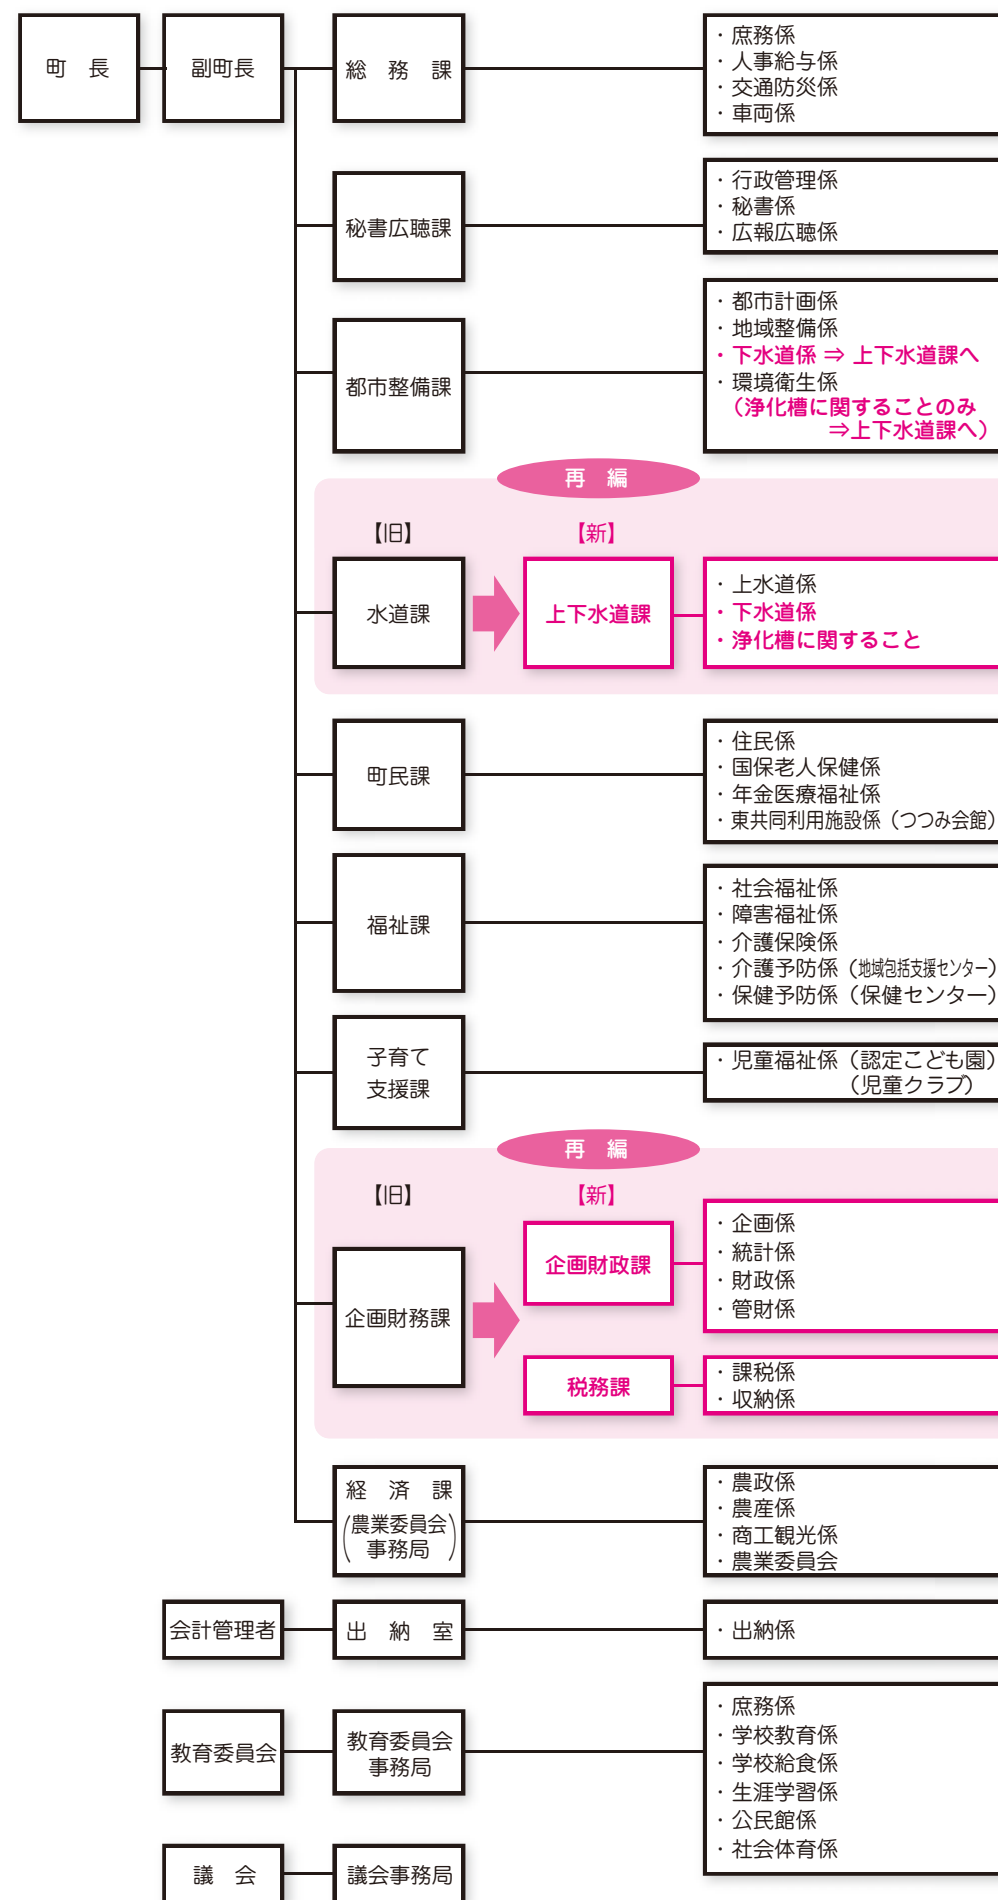 町　長
副町長
総　務　課
・庶務係
・人事給与係
・交通防災係
・車両係
秘書広聴課
・行政管理係
・秘書係
・広報広聴係
都市整備課
・都市計画係
・地域整備係
・下水道係 ⇒ 上下水道課へ
・環境衛生係
（浄化槽に関することのみ
⇒上下水道課へ）
再　編
【旧】
【新】
水道課
上下水道課
・上水道係
・下水道係
・浄化槽に関すること
町民課
・住民係
・国保老人保健係
・年金医療福祉係
・東共同利用施設係（つつみ会館）
福祉課
・社会福祉係
・障害福祉係
・介護保険係
・介護予防係（地域包括支援センター）
・保健予防係（保健センター）
子育て
支援課
・児童福祉係（認定こども園）
（児童クラブ）
再　編
【旧】
【新】
企画財務課
企画財政課
・企画係
・統計係
・財政係
・管財係
税務課
・課税係
・収納係
経　済　課
（農業委員会
事務局）
・農政係
・農産係
・商工観光係
・農業委員会
会計管理者
出　納　室
・出納係
教育委員会
教育委員会
事務局
・庶務係
・学校教育係
・学校給食係
・生涯学習係
・公民館係
・社会体育係
議　会
議会事務局